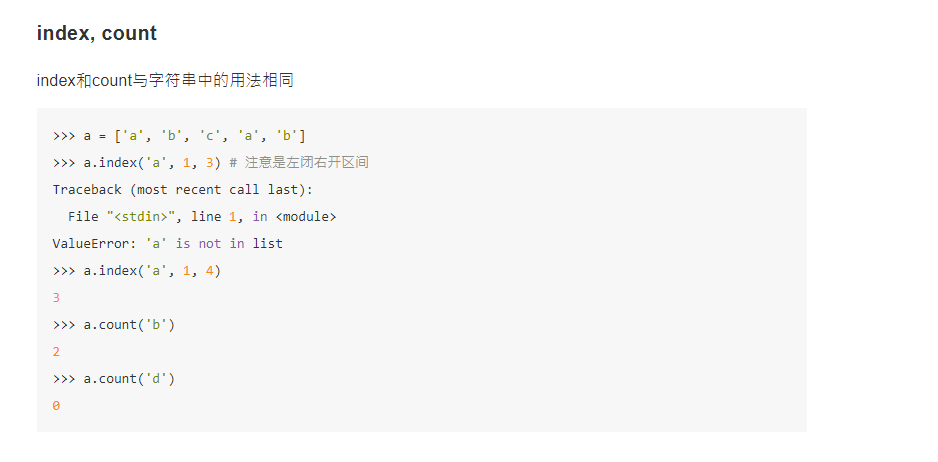 index, count
index和count与字符串中的用法相同
>>> a = ['a', 'b', 'c', 'a', 'b']
>>> a.index('a', 1, 3) # 注意是左闭右开区间
Traceback (most recent call last):
  File "<stdin>", line 1, in <module>
ValueError: 'a' is not in list
>>> a.index('a', 1, 4)
3
>>> a.count('b')
2
>>> a.count('d')
0